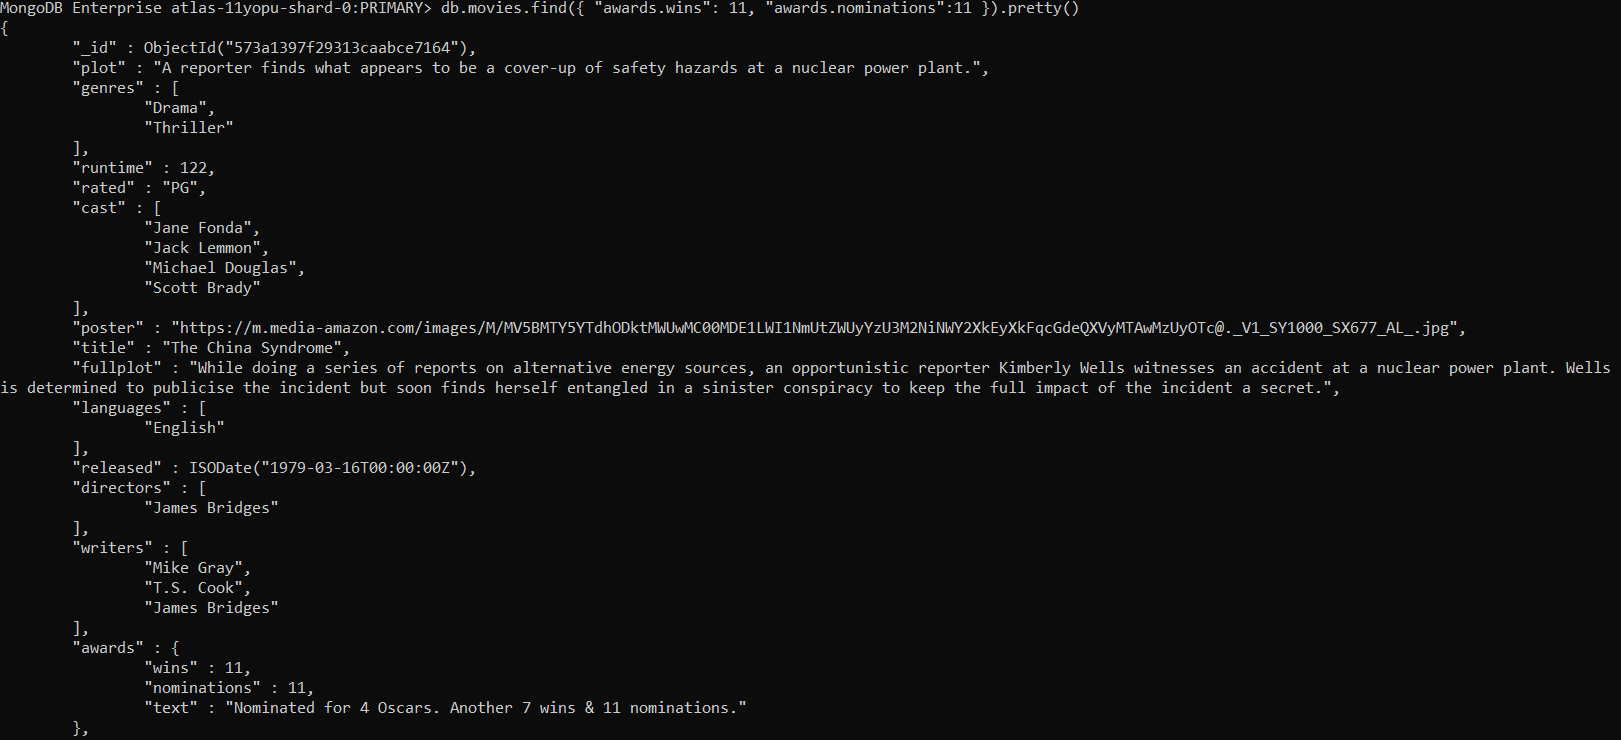 MongoDB Enterprise atlas-11yopu-shard-0:PRIMARY> db.movies.find({ "awards.wins": 11, "awards.nominations":11 }).pretty()
{
        "_id" : ObjectId("573a1397f29313caabce7164"),
        "plot" : "A reporter finds what appears to be a cover-up of safety hazards at a nuclear power plant.",
        "genres" : [
                "Drama",
                "Thriller"
        ],
        "runtime" : 122,
        "rated" : "PG",
        "cast" : [
                "Jane Fonda",
                "Jack Lemmon",
                "Michael Douglas",
                "Scott Brady"
        ],
        "poster" : "https://m.media-amazon.com/images/M/MV5BMTY5YTdhODktMWUwMC00MDE1LWI1NmUtZWUyYzU3M2NiNWY2XkEyXkFqcGdeQXVyMTAwMzUyOTc@._V1_SY1000_SX677_AL_.jpg",
        "title" : "The China Syndrome",
        "fullplot" : "While doing a series of reports on alternative energy sources, an opportunistic reporter Kimberly Wells witnesses an accident at a nuclear power plant. Wells
is determined to publicise the incident but soon finds herself entangled in a sinister conspiracy to keep the full impact of the incident a secret.",
        "languages" : [
                "English"
        ],
        "released" : ISODate("1979-03-16T00:00:00Z"),
        "directors" : [
                "James Bridges"
        ],
        "writers" : [
                "Mike Gray",
                "T.S. Cook",
                "James Bridges"
        ],
        "awards" : {
                "wins" : 11,
                "nominations" : 11,
                "text" : "Nominated for 4 Oscars. Another 7 wins & 11 nominations."
        },